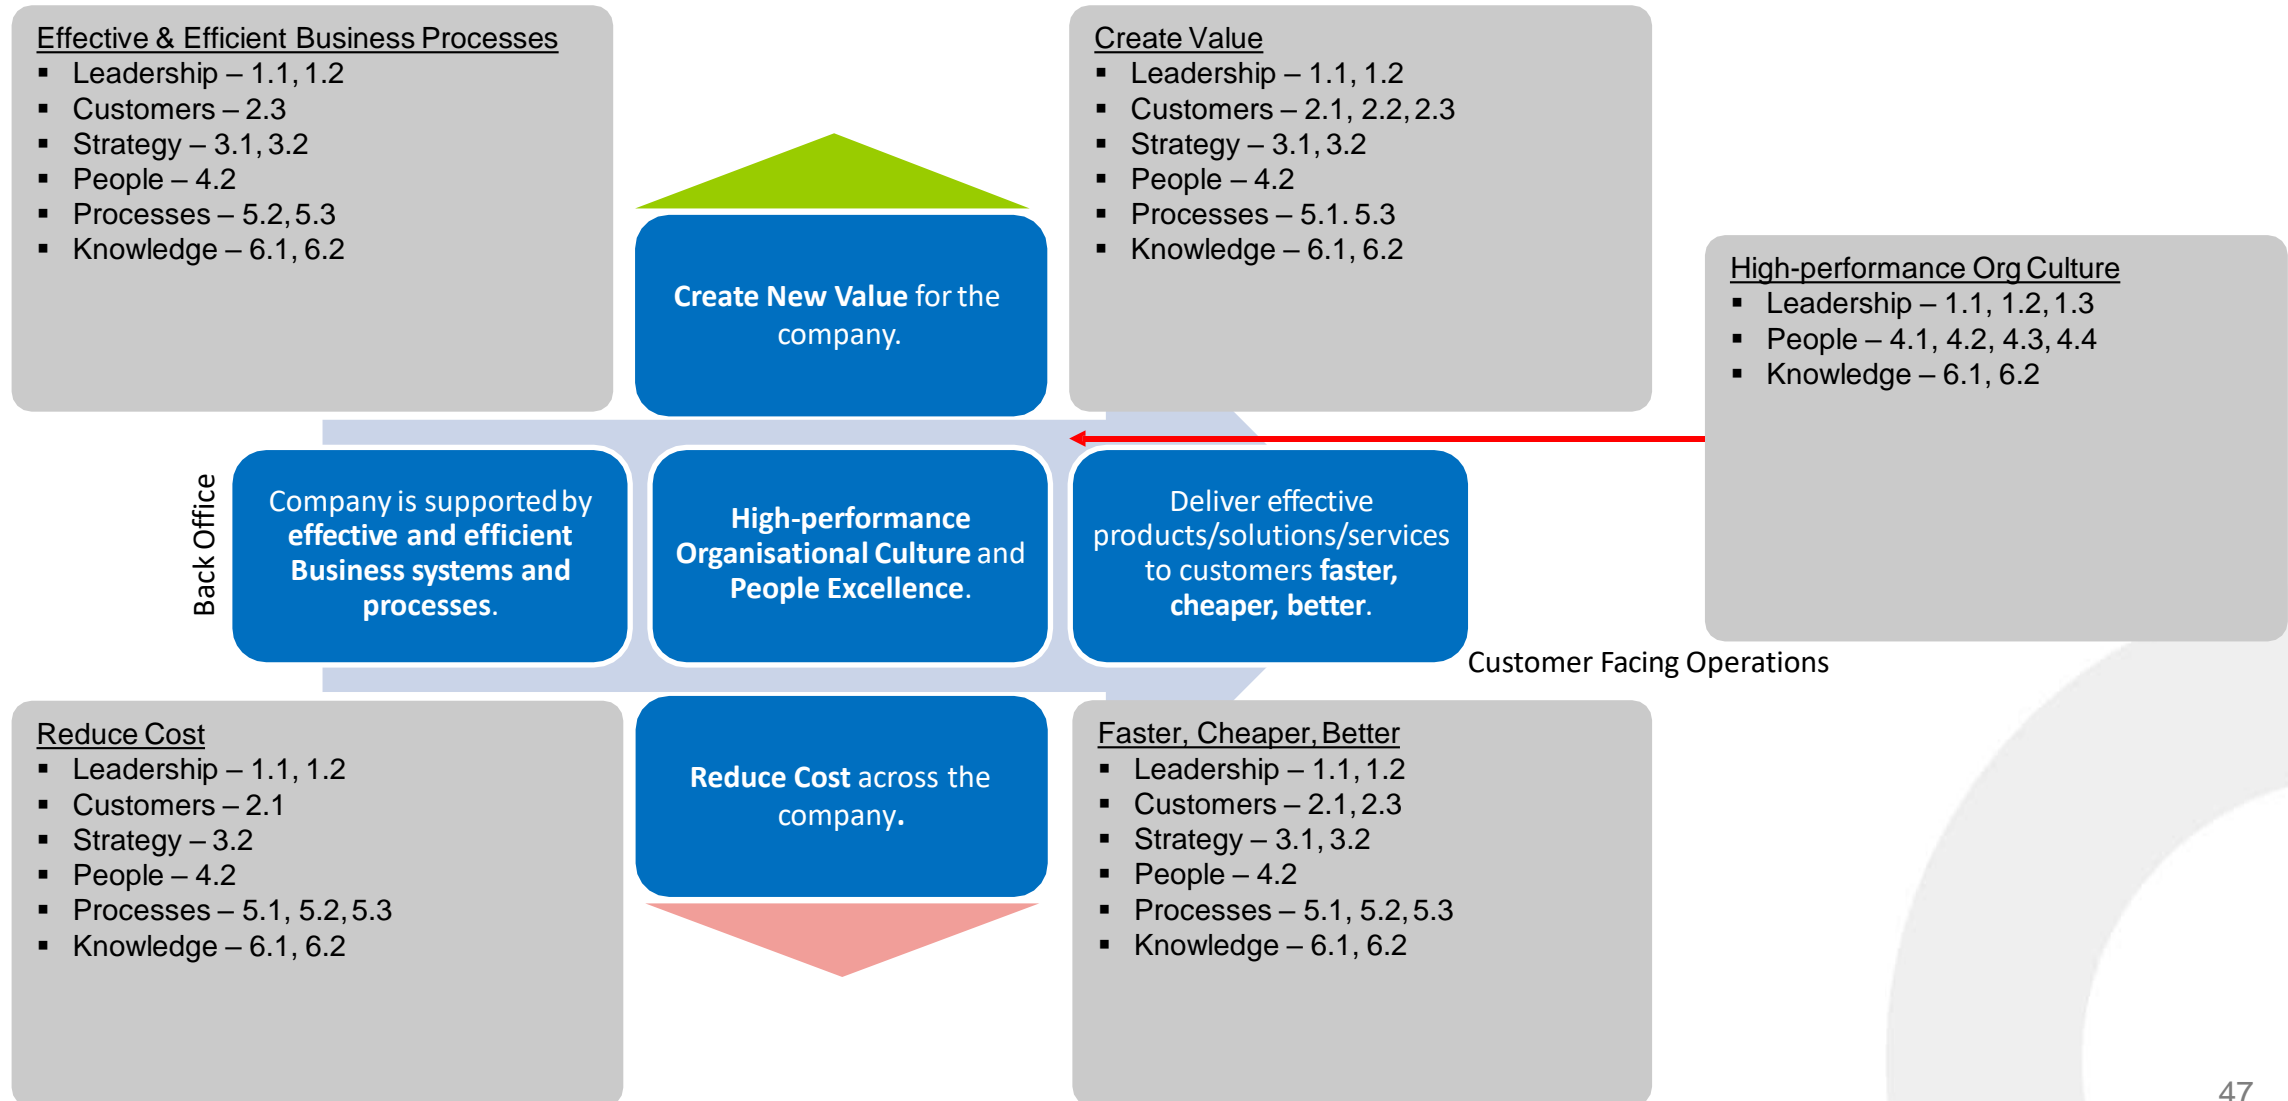 Effective & Efficient Business Processes
▪ Leadership – 1.1, 1.2
▪ Customers – 2.3
▪ Strategy – 3.1, 3.2
▪ People – 4.2
▪ Processes – 5.2, 5.3
▪ Knowledge – 6.1, 6.2
Create New Value for the
company.
Create Value
▪ Leadership – 1.1, 1.2
▪ Customers – 2.1, 2.2, 2.3
▪ Strategy – 3.1, 3.2
▪ People – 4.2
▪ Processes – 5.1. 5.3
▪ Knowledge – 6.1, 6.2
High-performance Org Culture
▪ Leadership – 1.1, 1.2, 1.3
▪ People – 4.1, 4.2, 4.3, 4.4
▪ Knowledge – 6.1, 6.2
Back Office
Company is supported by
effective and efficient
Business systems and
processes.
High-performance
Organisational Culture and
People Excellence.
Deliver effective
products/solutions/services
to customers faster,
cheaper, better.
Customer Facing Operations
Reduce Cost
▪ Leadership – 1.1, 1.2
▪ Customers – 2.1
▪ Strategy – 3.2
▪ People – 4.2
▪ Processes – 5.1, 5.2, 5.3
▪ Knowledge – 6.1, 6.2
Reduce Cost across the
company.
Faster, Cheaper, Better
▪ Leadership – 1.1, 1.2
▪ Customers – 2.1, 2.3
▪ Strategy – 3.1, 3.2
▪ People – 4.2
▪ Processes – 5.1, 5.2, 5.3
▪ Knowledge – 6.1, 6.2
47